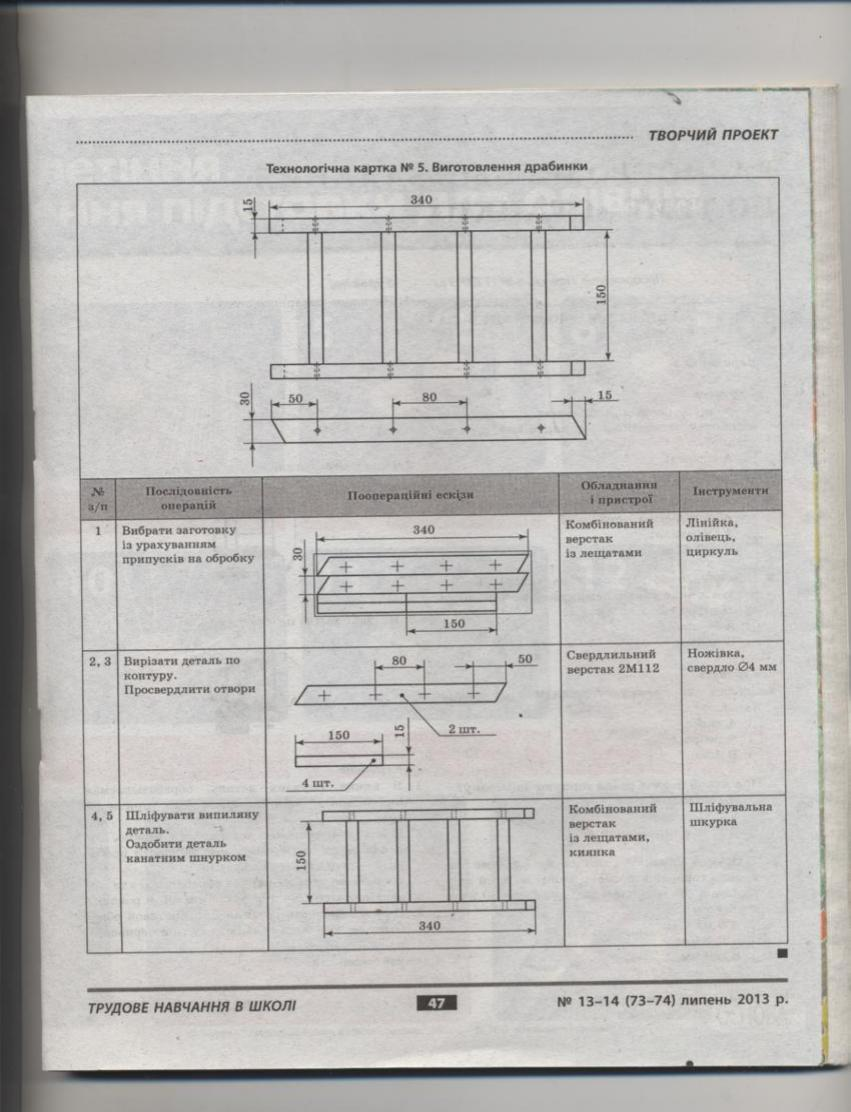 ТВОРЧИЙ ПРОЕКТ
Технологічна картка № 5. Виготовлення драбинки
340
15
150
30
50
80
15
№
з/п
Послідовність
операцій
Поопераційні ескізи
Обладнання
і пристрої
Інструменти
1
Вибрати заготовку
із урахуванням
припусків на обробку
340
30
150
Комбінований
верстак
із лещатами
Лінійка,
олівець,
циркуль
2, 3
Вирізати деталь по
контуру.
Просвердлити отвори
80
50
2 шт.
150
15
4 шт.
Свердлильний
верстат 2М112
Ножівка,
свердло Ø4 мм
4, 5
Шліфувати випиляну
деталь.
Оздобити деталь
канатним шнурком
150
340
Комбінований
верстак
із лещатами,
киянка
Шліфувальна
шкурка
ТРУДОВЕ НАВЧАННЯ В ШКОЛІ
47
№ 13–14 (73–74) липень 2013 р.